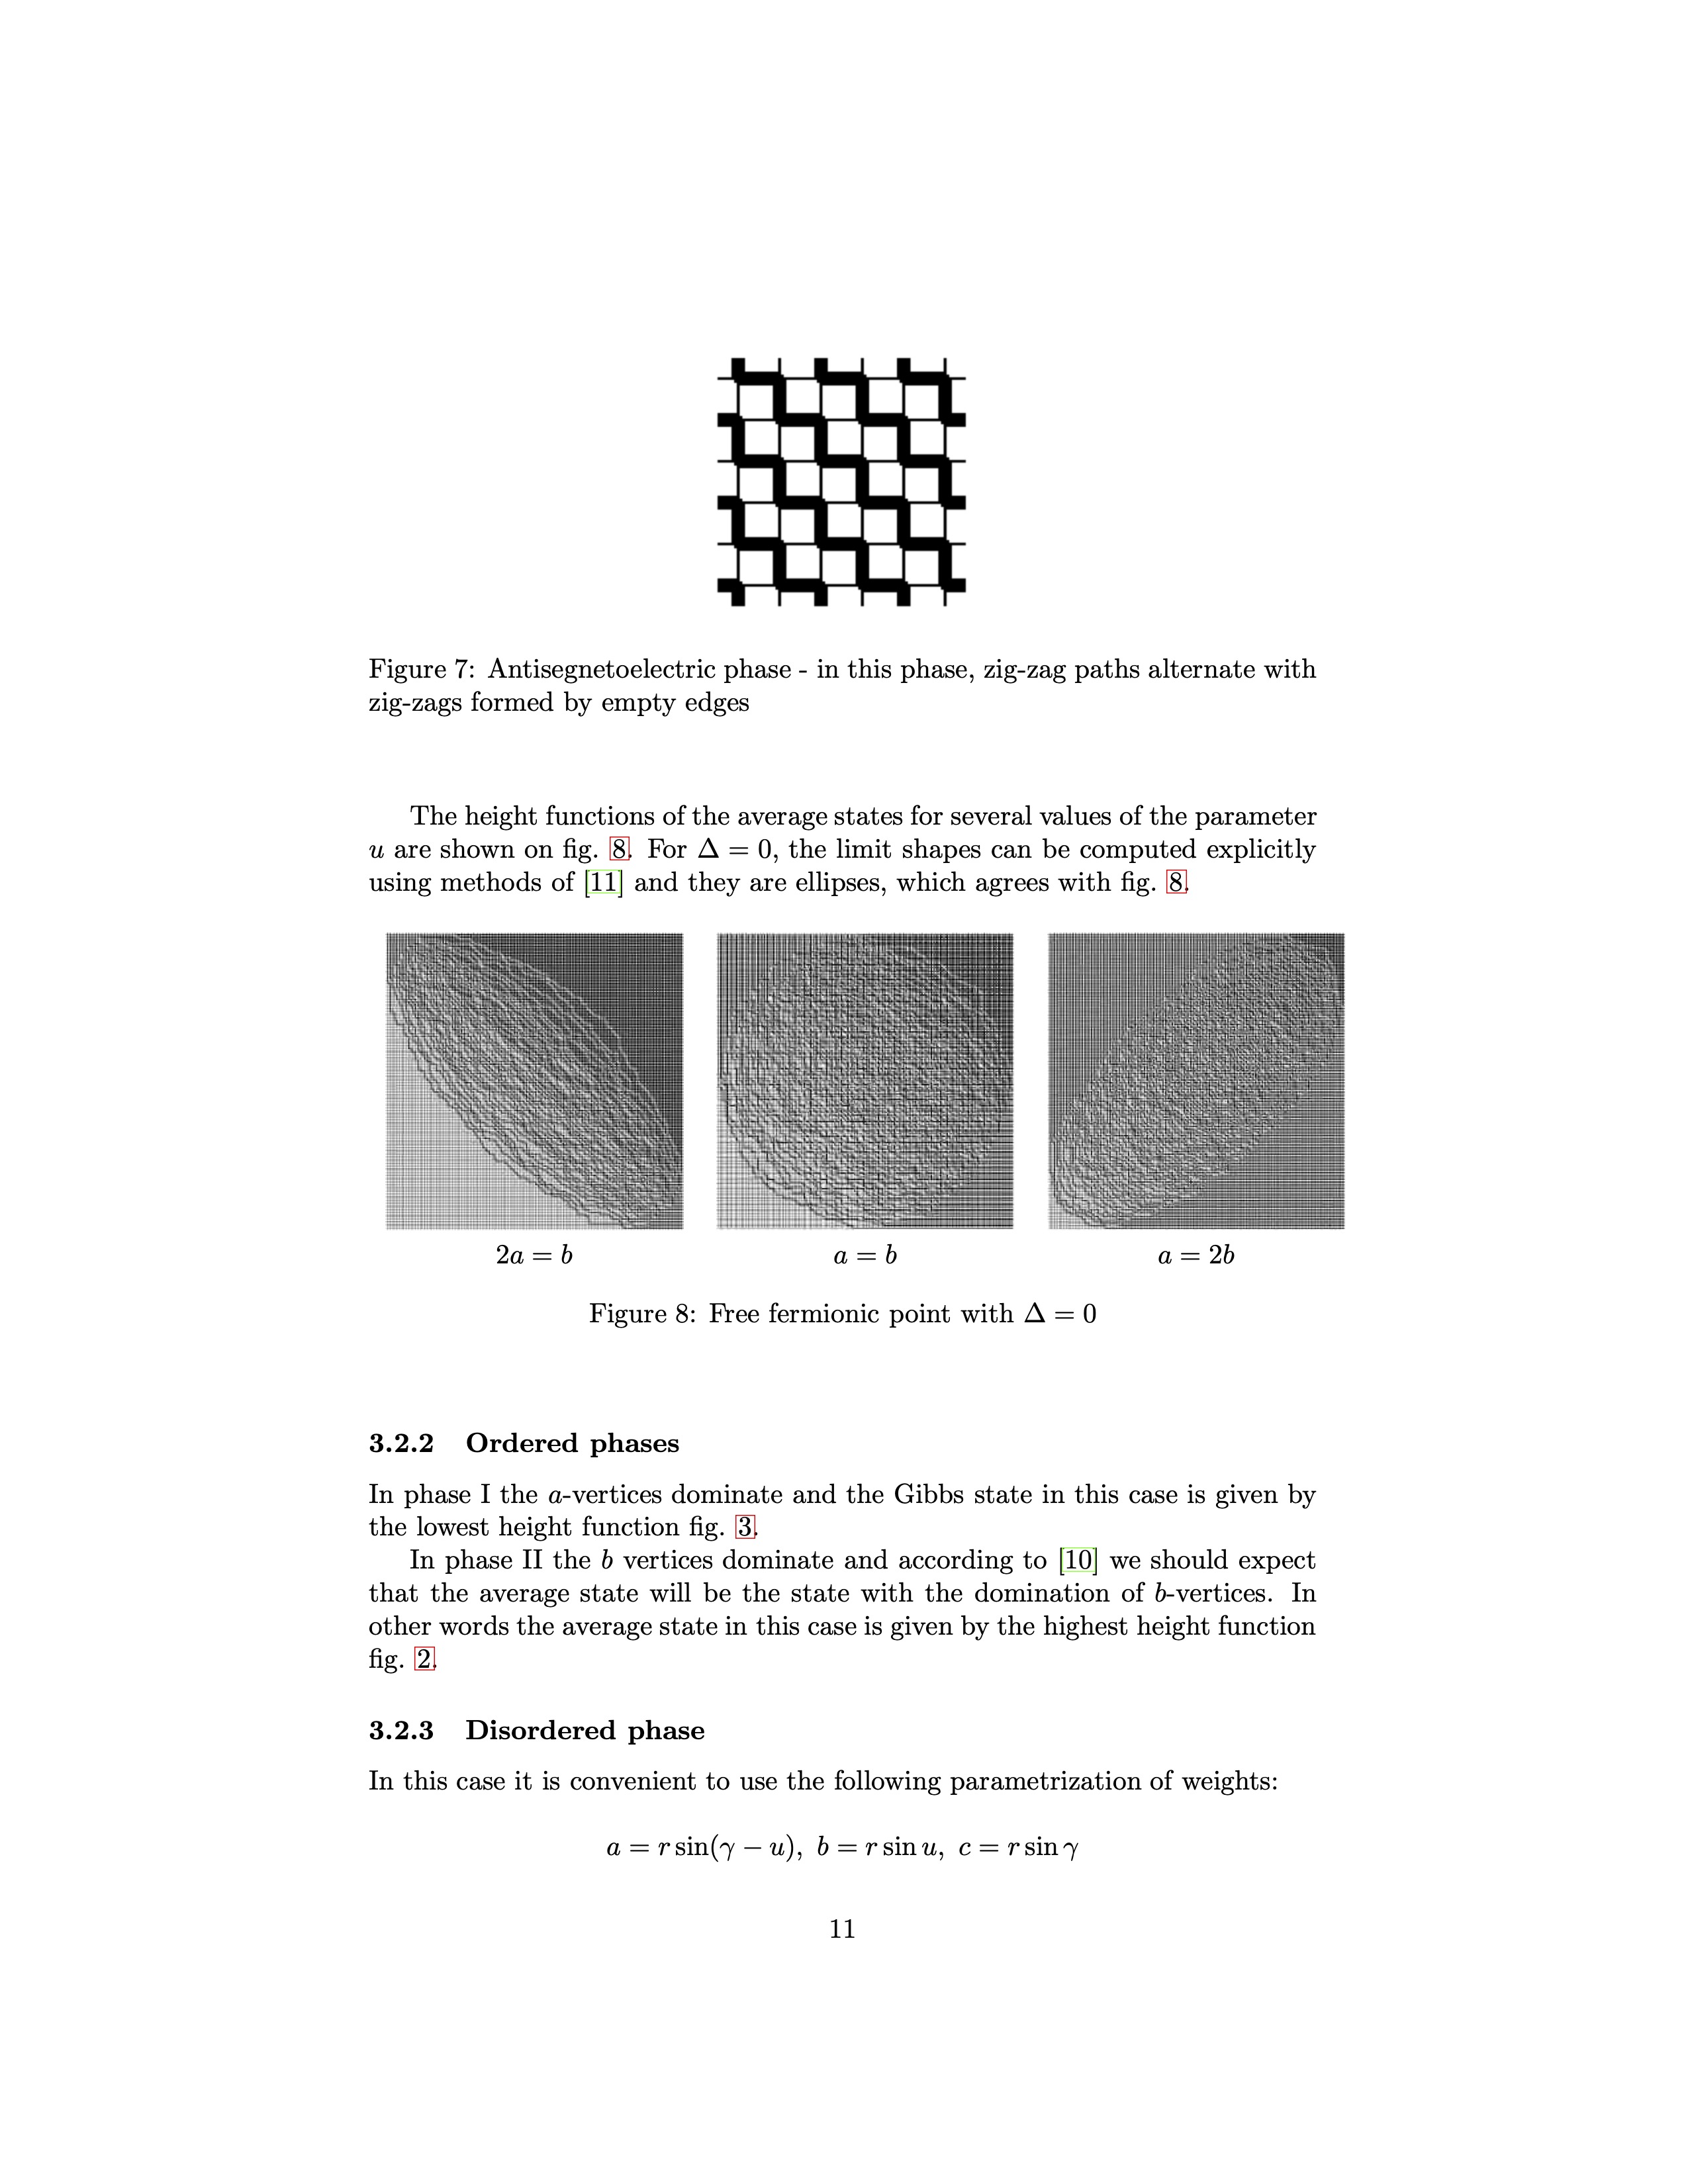 Figure 7: Antisegnetoelectric phase - in this phase, zig-zag paths alternate with
zig-zags formed by empty edges
The height functions of the average states for several values of the parameter
u are shown on fig. 8. For Δ = 0, the limit shapes can be computed explicitly
using methods of [11] and they are ellipses, which agrees with fig. 8.
2a = b
a = b
a = 2b
Figure 8: Free fermionic point with Δ = 0
3.2.2 Ordered phases
In phase I the a-vertices dominate and the Gibbs state in this case is given by
the lowest height function fig. 3.
In phase II the b vertices dominate and according to [10] we should expect
that the average state will be the state with the domination of b-vertices. In
other words the average state in this case is given by the highest height function
fig. 2.
3.2.3 Disordered phase
In this case it is convenient to use the following parametrization of weights:
a = r sin(γ − u), b = r sin u, c = r sin γ
11